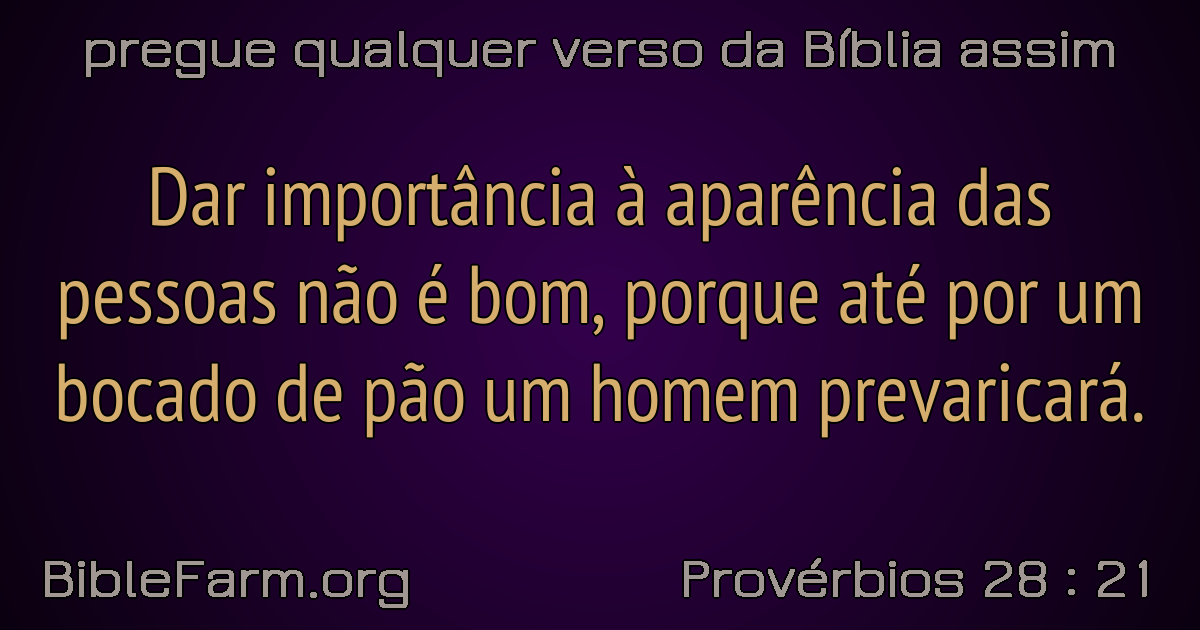 pregue qualquer verso da Bíblia assim
Dar importância à aparência das
pessoas não é bom, porque até por um
bocado de pão um homem prevaricará.
BibleFarm.org
Provérbios 28 : 21